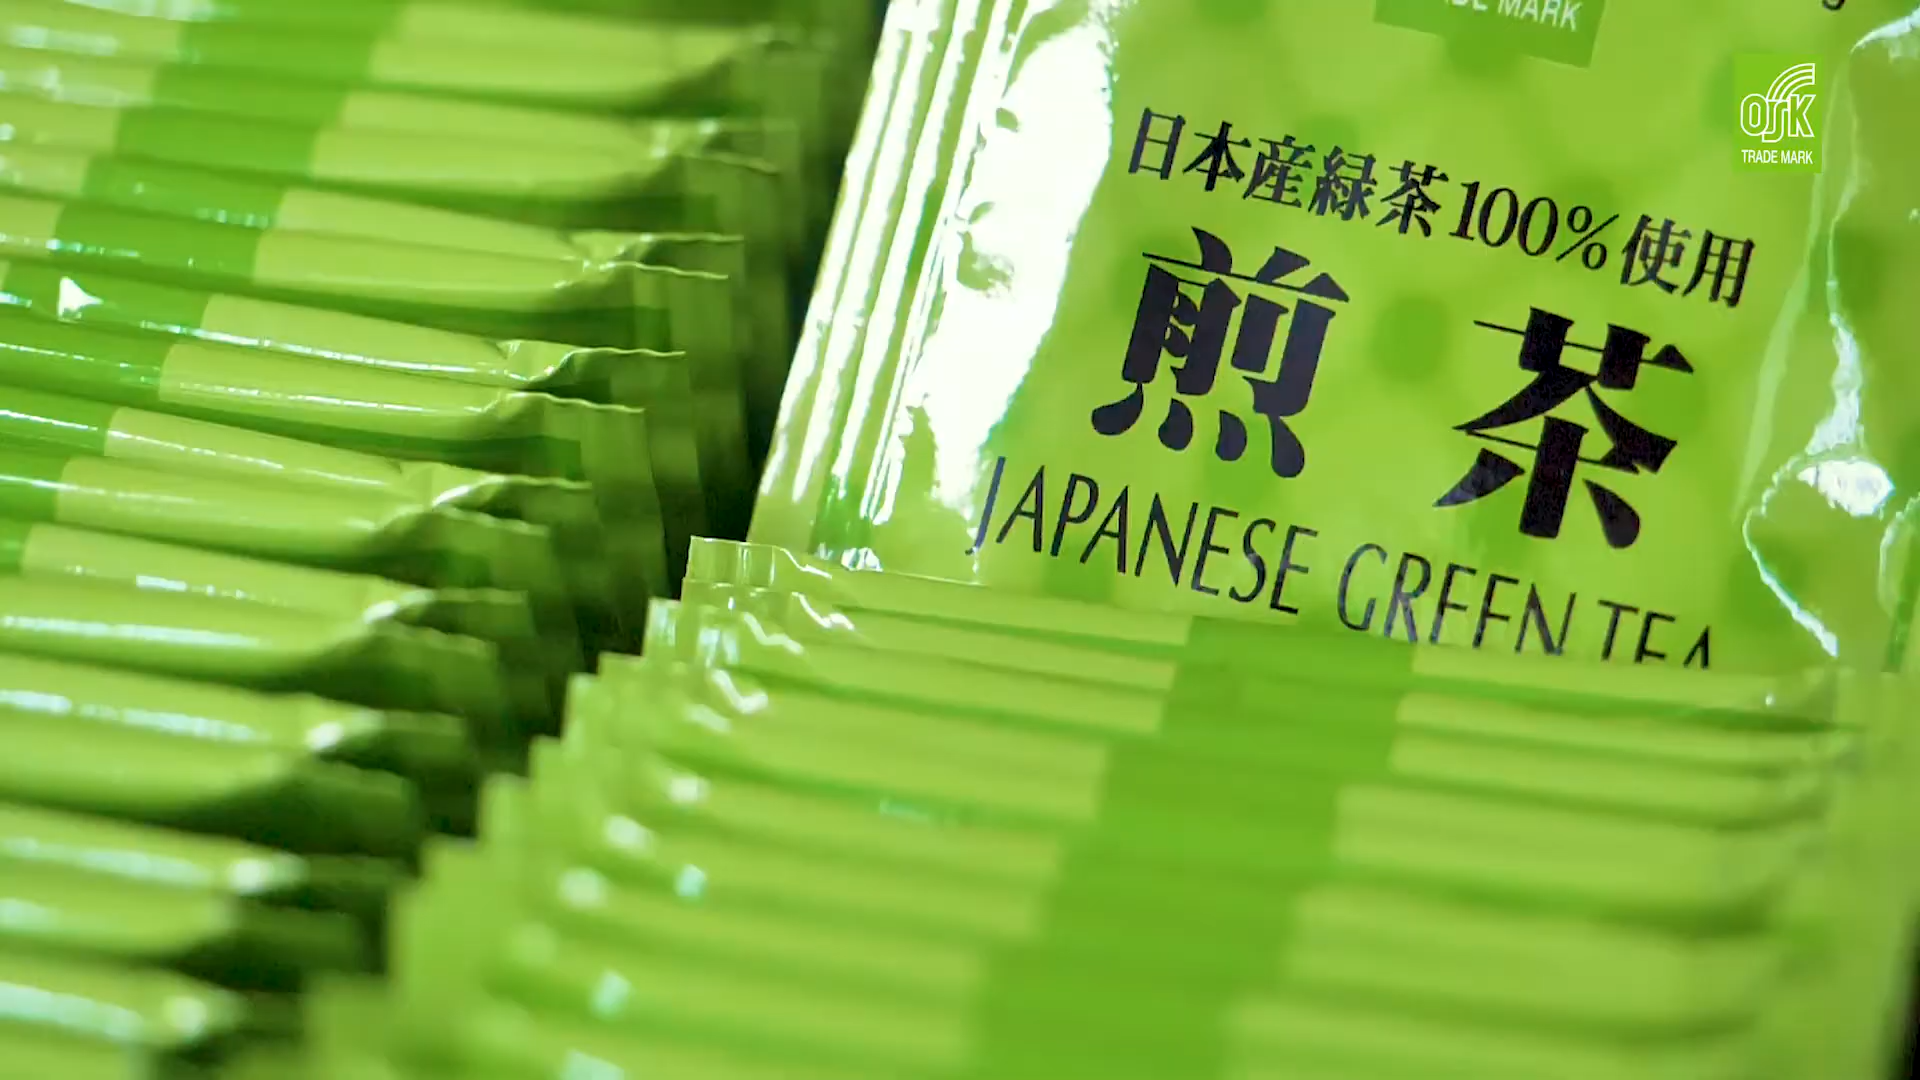 TRADE MARK
OSK
TRADE MARK
日本産緑茶100%使用
煎茶
JAPANESE GREEN TEA